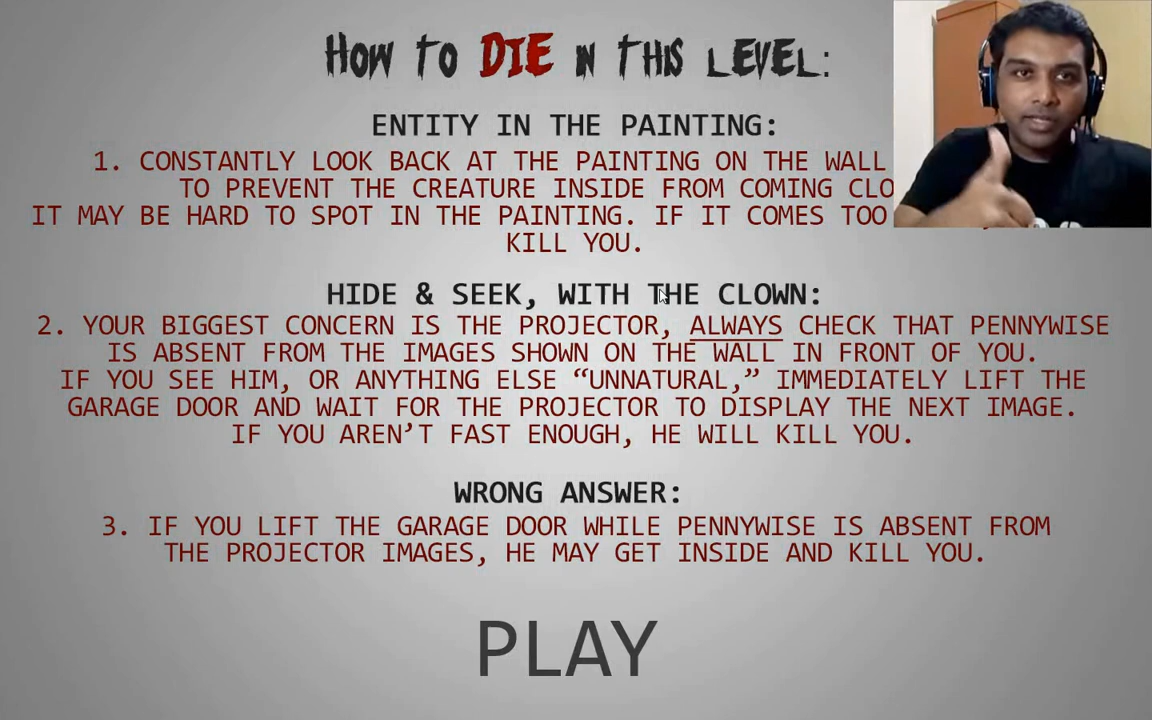 HOW TO DIE IN THIS LEVEL:
ENTITY IN THE PAINTING:
1. CONSTANTLY LOOK BACK AT THE PAINTING ON THE WALL
TO PREVENT THE CREATURE INSIDE FROM COMING
IT MAY BE HARD TO SPOT IN THE PAINTING. IF IT COMES TOO
KILL YOU.
HIDE & SEEK, WITH THE CLOWN:
2. YOUR BIGGEST CONCERN IS THE PROJECTOR, ALWAYS CHECK THAT PENNYWISE
IS ABSENT FROM THE IMAGES SHOWN ON THE WALL IN FRONT OF YOU.
IF YOU SEE HIM, OR ANYTHING ELSE “UNNATURAL,” IMMEDIATELY LIFT THE
GARAGE DOOR AND WAIT FOR THE PROJECTOR TO DISPLAY THE NEXT IMAGE.
IF YOU AREN’T FAST ENOUGH, HE WILL KILL YOU.
WRONG ANSWER:
3. IF YOU LIFT THE GARAGE DOOR WHILE PENNYWISE IS ABSENT FROM
THE PROJECTOR IMAGES, HE MAY GET INSIDE AND KILL YOU.
PLAY